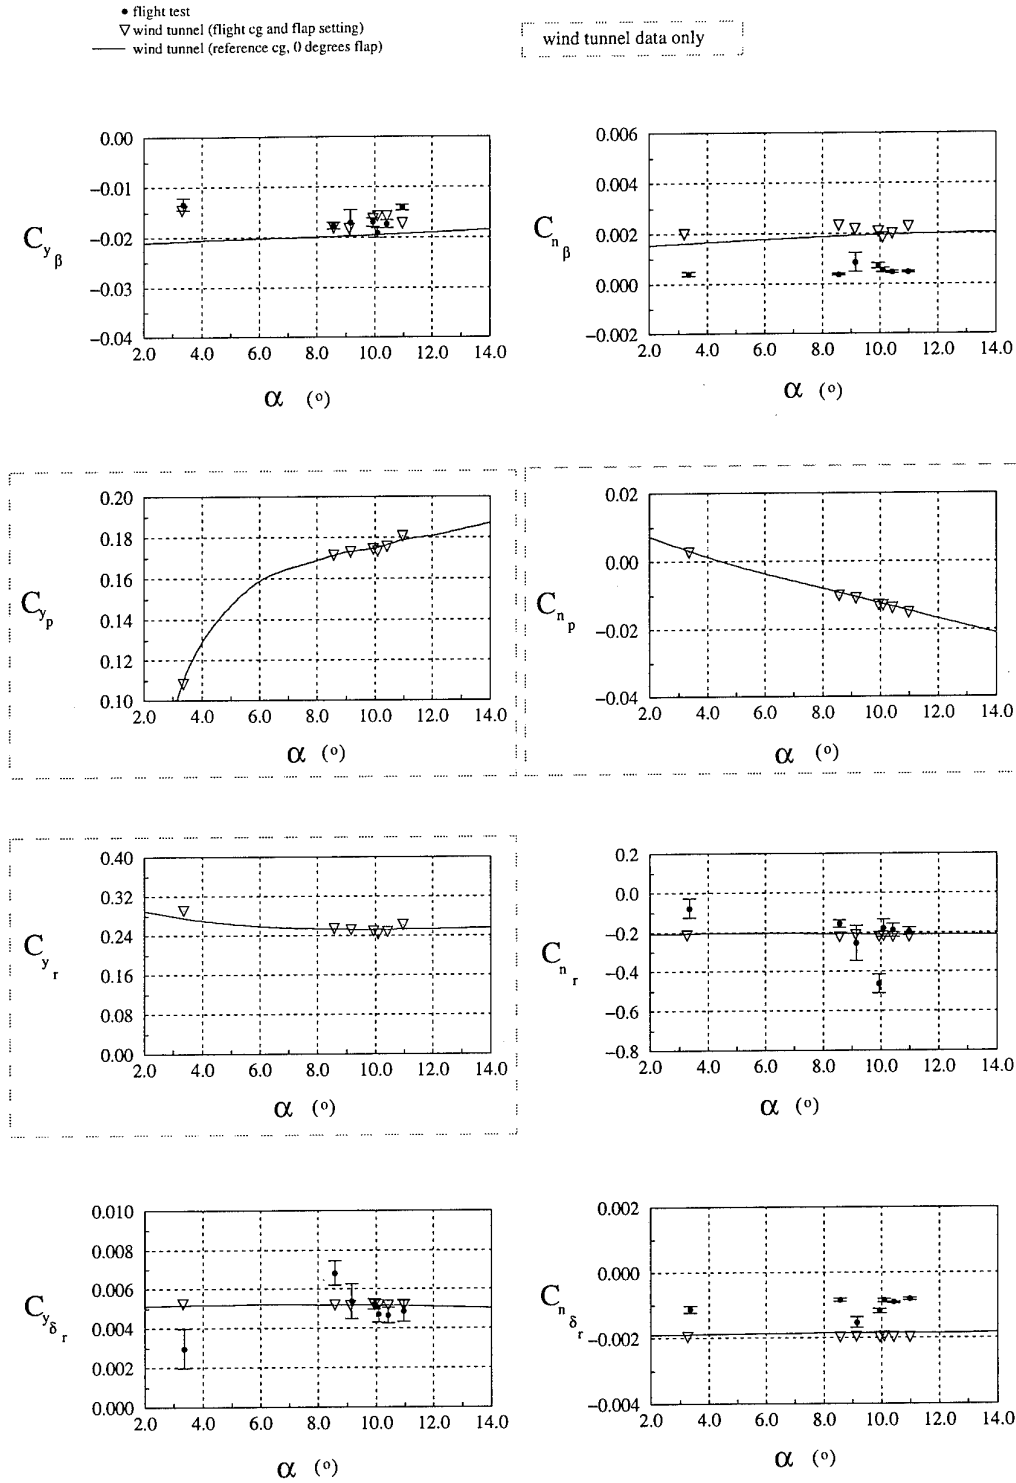 ● flight test
▽ wind tunnel (flight cg and flap setting)
— wind tunnel (reference cg, 0 degrees flap)
wind tunnel data only
C y β
0.00
−0.01
−0.02
−0.03
−0.04
2.0 4.0 6.0 8.0 10.0 12.0 14.0
α (o)
C n β
0.006
0.004
0.002
0.000
−0.002
2.0 4.0 6.0 8.0 10.0 12.0 14.0
α (o)
C y p
0.20
0.18
0.16
0.14
0.12
0.10
2.0 4.0 6.0 8.0 10.0 12.0 14.0
α (o)
C n p
0.02
0.00
−0.02
−0.04
2.0 4.0 6.0 8.0 10.0 12.0 14.0
α (o)
C y r
0.40
0.32
0.24
0.16
0.08
0.00
2.0 4.0 6.0 8.0 10.0 12.0 14.0
α (o)
C n r
0.2
0.0
−0.2
−0.4
−0.6
−0.8
2.0 4.0 6.0 8.0 10.0 12.0 14.0
α (o)
C y δ r
0.010
0.008
0.006
0.004
0.002
0.000
2.0 4.0 6.0 8.0 10.0 12.0 14.0
α (o)
C n δ r
0.002
0.000
−0.002
−0.004
2.0 4.0 6.0 8.0 10.0 12.0 14.0
α (o)